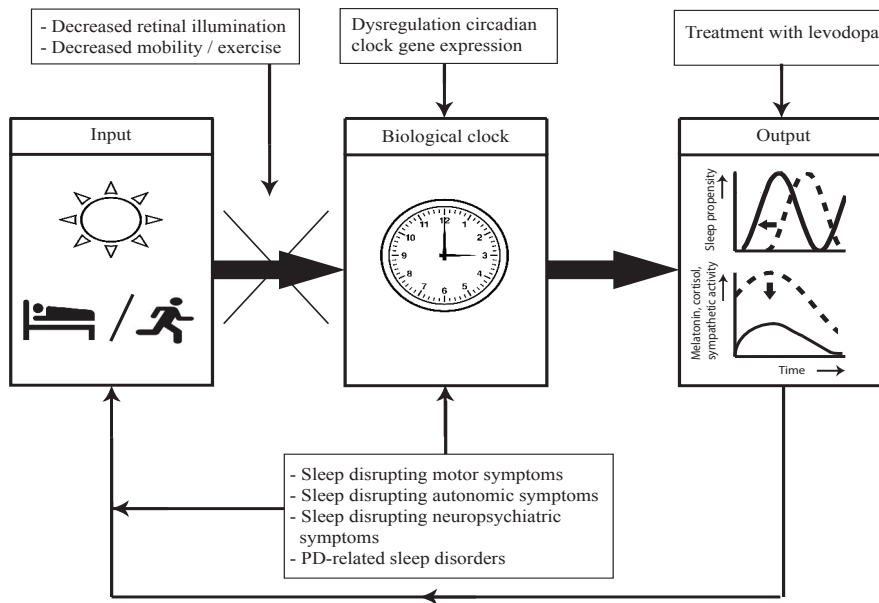 - Decreased retinal illumination
- Decreased mobility / exercise
Dysregulation circadian
clock gene expression
Treatment with levodopa
Input
Biological clock
Output
12
1
2
3
4
5
6
7
8
9
10
11
Sleep propensity
Melatonin, cortisol,
sympathetic activity
Time
- Sleep disrupting motor symptoms
- Sleep disrupting autonomic symptoms
- Sleep disrupting neuropsychiatric
symptoms
- PD-related sleep disorders